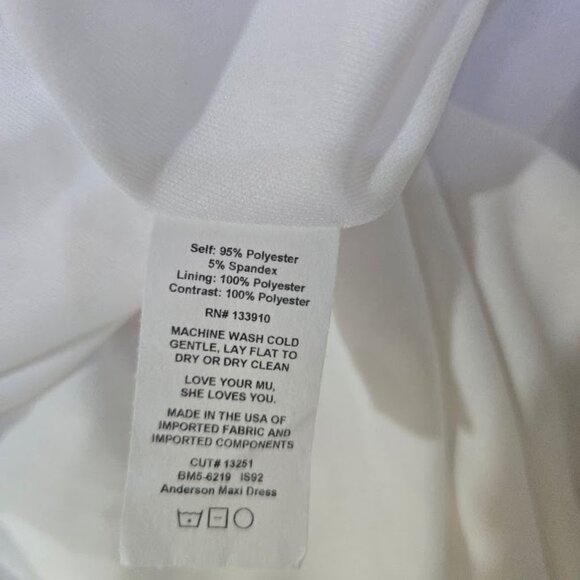 Self: 95% Polyester
5% Spandex
Lining: 100% Polyester
Contrast: 100% Polyester
RN# 133910
MACHINE WASH COLD
GENTLE, LAY FLAT TO
DRY OR DRY CLEAN
LOVE YOUR MU,
SHE LOVES YOU.
MADE IN THE USA OF
IMPORTED FABRIC AND
IMPORTED COMPONENTS
CUT# 13251
BM5-6219 IS92
Anderson Maxi Dress